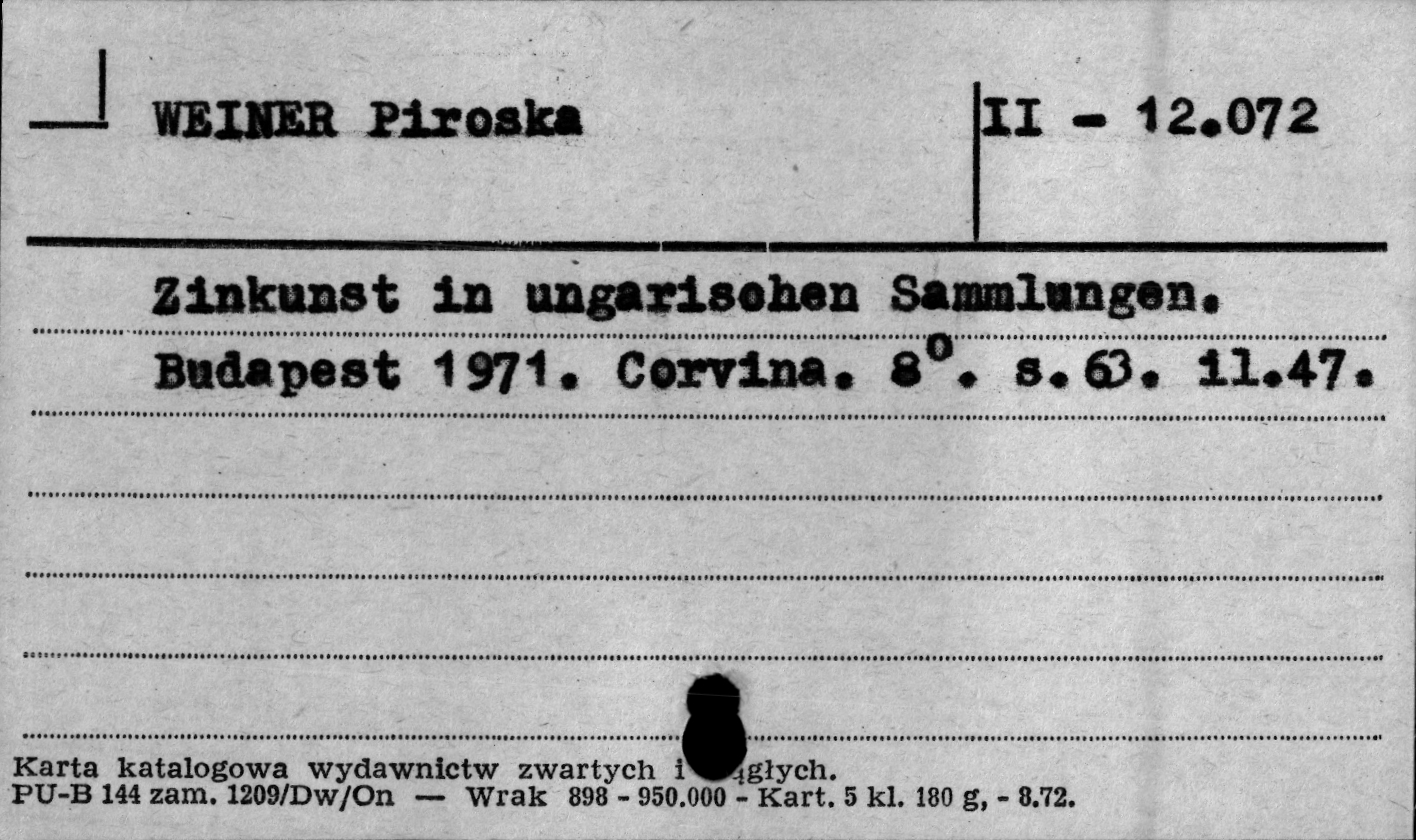 WEINER Piroska
II - 12.072
Zinkunst in ungarischen Sammlungen.
Budapest 1971. Corvina. 8º. s.63. il.47.
Karta katalogowa wydawnictw zwartych i
PU-B 144 zam. 1209/Dw/On — Wrak 898 - 950.000 - Kart. 5 kl. 180 g, - 8.72.